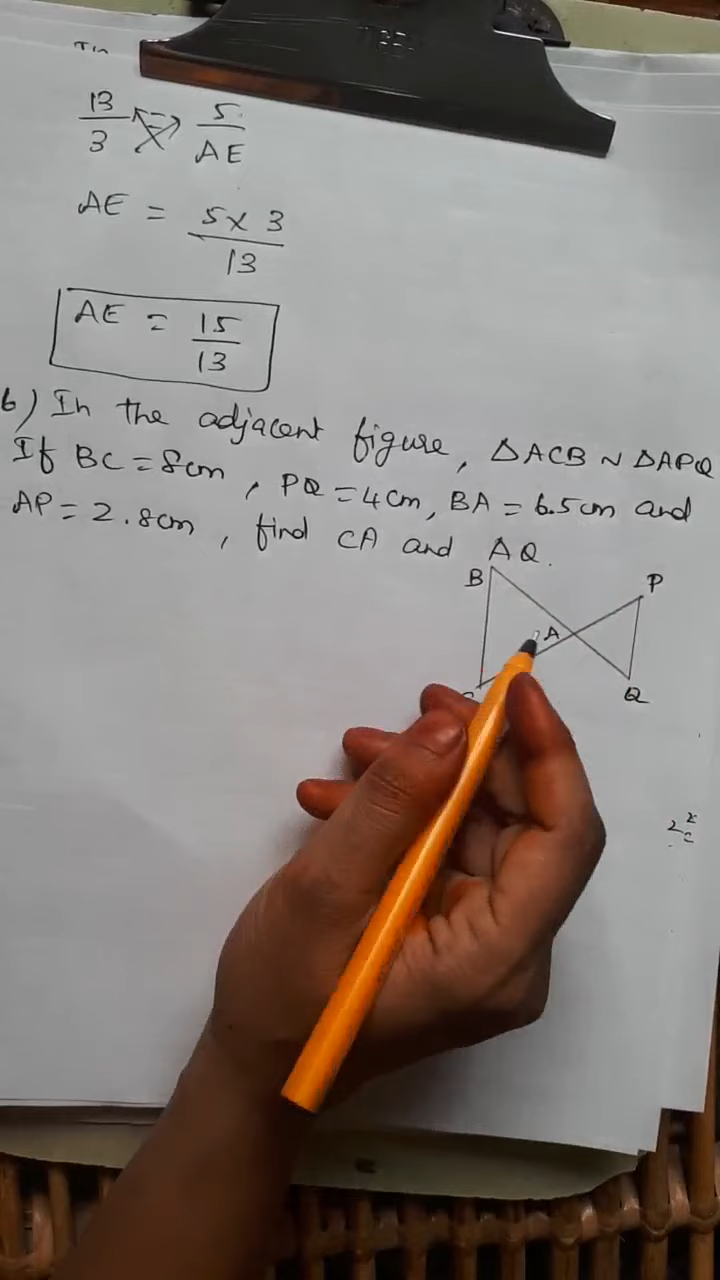 13/3 = 5/AE
AE = 5 x 3/13
AE = 15/13
6) In the adjacent figure, ΔACB ~ ΔAPQ
If BC = 8cm, PQ = 4cm, BA = 6.5cm and
AP = 2.8cm, find CA and AQ.
B
P
A
Q